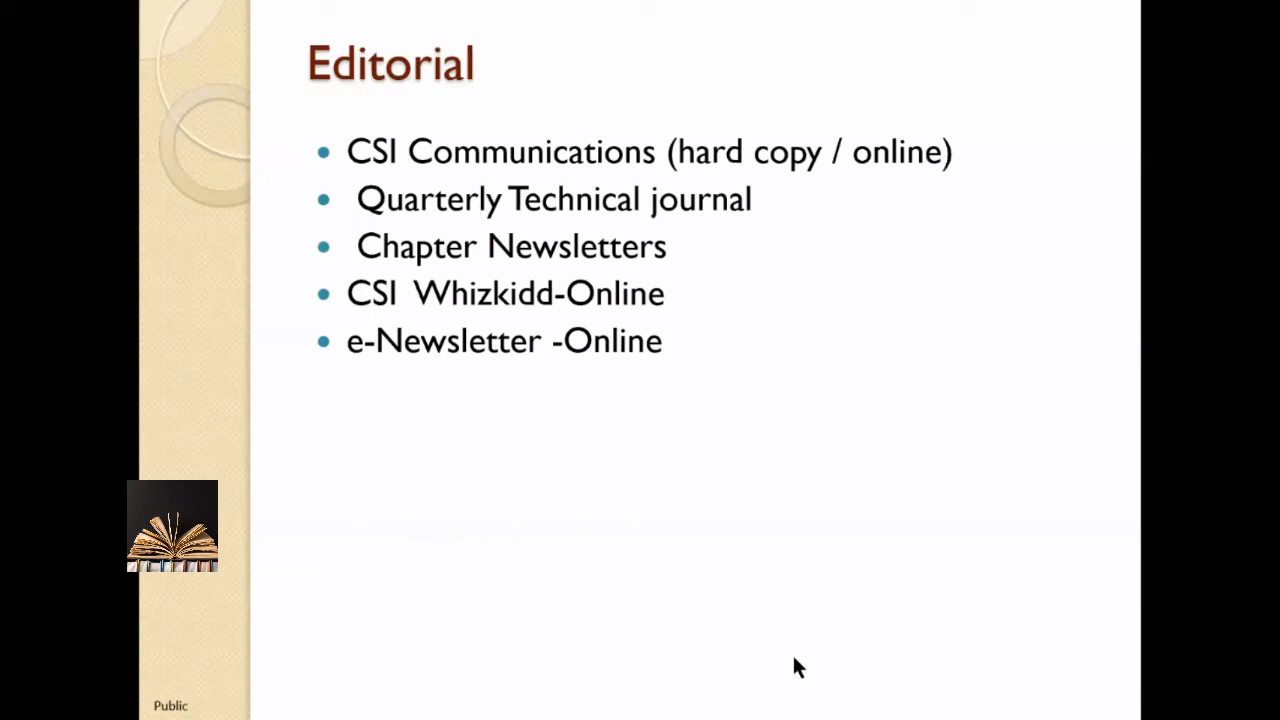 Editorial
• CSI Communications (hard copy / online)
• Quarterly Technical journal
• Chapter Newsletters
• CSI Whizkidd-Online
• e-Newsletter -Online
Public